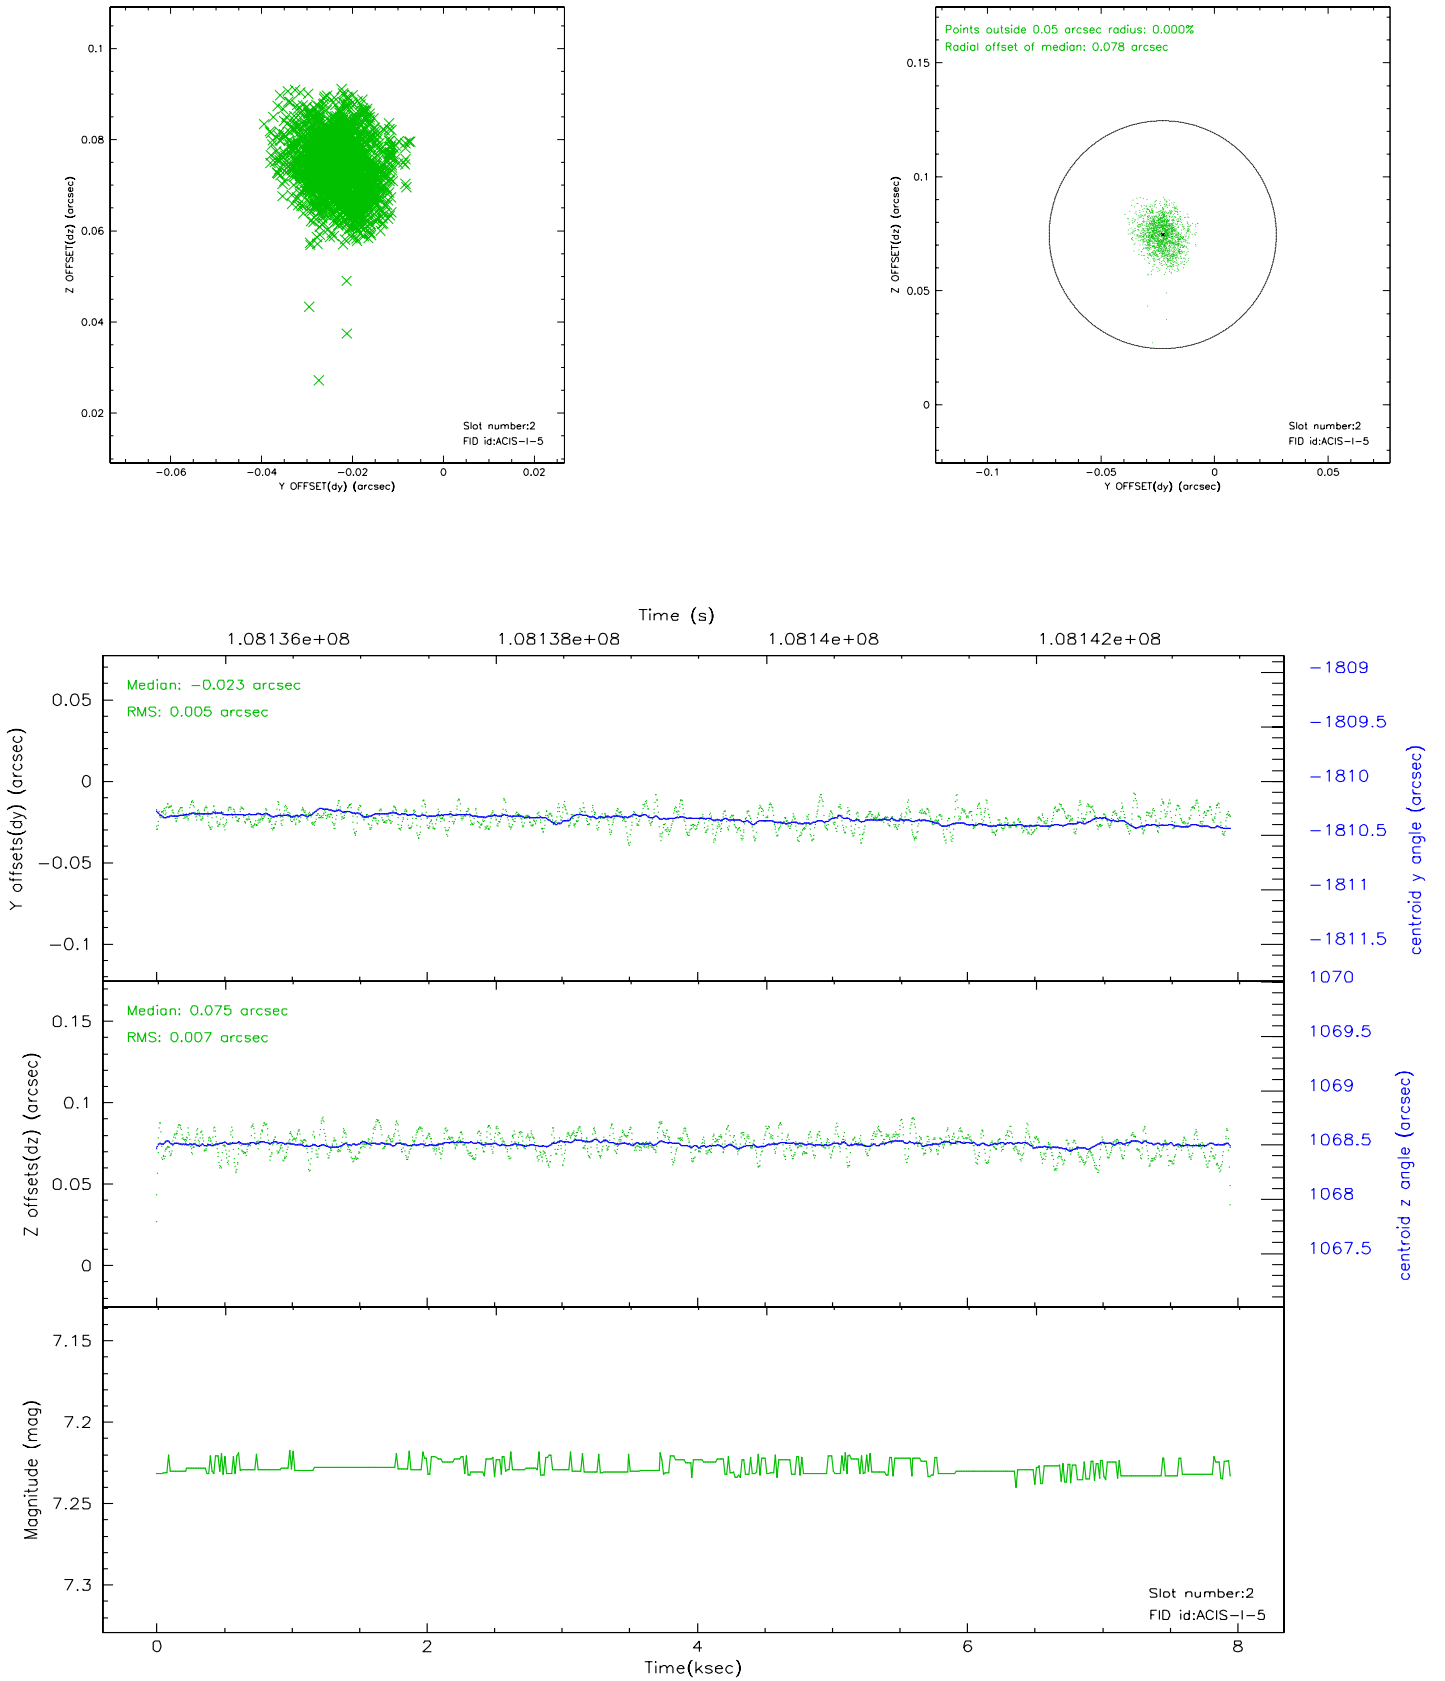 0.1
0.08
0.06
0.04
0.02
Z OFFSET(dz) (arcsec)
Slot number:2
FID id:ACIS-I-5
-0.06
-0.04
-0.02
0
0.02
Y OFFSET(dy) (arcsec)
Points outside 0.05 arcsec radius: 0.000%
Radial offset of median: 0.078 arcsec
0.15
0.1
0.05
0
Z OFFSET(dz) (arcsec)
Slot number:2
FID id:ACIS-I-5
-0.1
-0.05
0
0.05
Y OFFSET(dy) (arcsec)
Time (s)
1.08136e+08
1.08138e+08
1.0814e+08
1.08142e+08
Median: -0.023 arcsec
RMS: 0.005 arcsec
0.05
0
-0.05
-0.1
Y offsets(dy) (arcsec)
-1809
-1809.5
-1810
-1810.5
-1811
-1811.5
centroid y angle (arcsec)
Median: 0.075 arcsec
RMS: 0.007 arcsec
0.15
0.1
0.05
0
Z offsets(dz) (arcsec)
1070
1069.5
1069
1068.5
1068
1067.5
centroid z angle (arcsec)
7.15
7.2
7.25
7.3
Magnitude (mag)
Slot number:2
FID id:ACIS-I-5
0
2
4
6
8
Time(ksec)